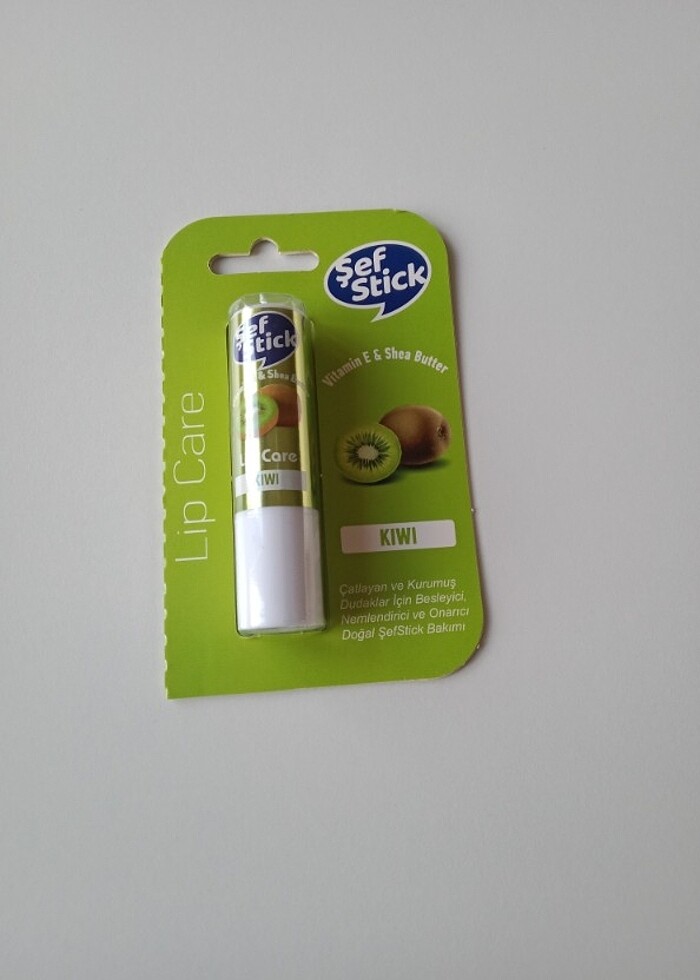 Şef
Stick
Vitamin E & Shea Butter
Lip Care
KIWI
Çatlayan ve Kurumuş
Dudaklar İçin Besleyici,
Nemlendirici ve Onarıcı
Doğal ŞefStick Bakımı
Şef
Stick
& Shea
Care
KIWI